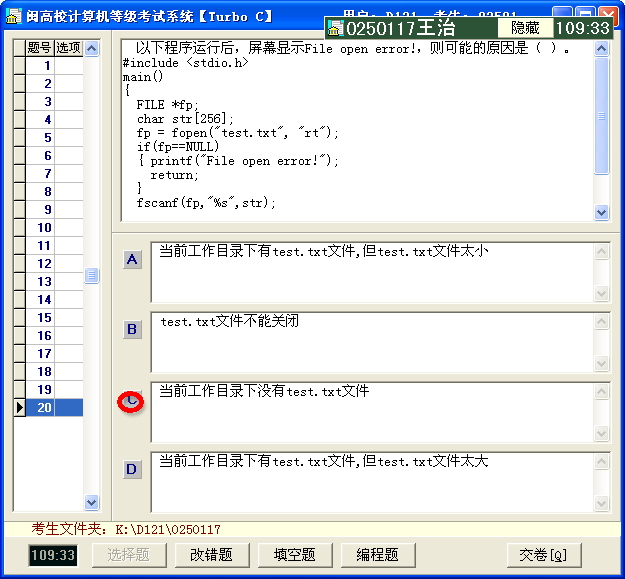 闽高校计算机等级考试系统【Turbo C】
0250117王治
隐藏
109:33
题号 选项
1
2
3
4
5
6
7
8
9
10
11
12
13
14
15
16
17
18
19
20
以下程序运行后，屏幕显示File open error!，则可能的原因是（ ）。
#include <stdio.h>
main()
{
FILE *fp;
char str[256];
fp = fopen("test.txt", "rt");
if(fp==NULL)
{ printf("File open error!");
return;
}
fscanf(fp,"%s",str);
A
当前工作目录下有test.txt文件,但test.txt文件太小
B
test.txt文件不能关闭
C
当前工作目录下没有test.txt文件
D
当前工作目录下有test.txt文件,但test.txt文件太大
考生文件夹：K:\D121\0250117
109:33
选择题
改错题
填空题
编程题
交卷[Q]